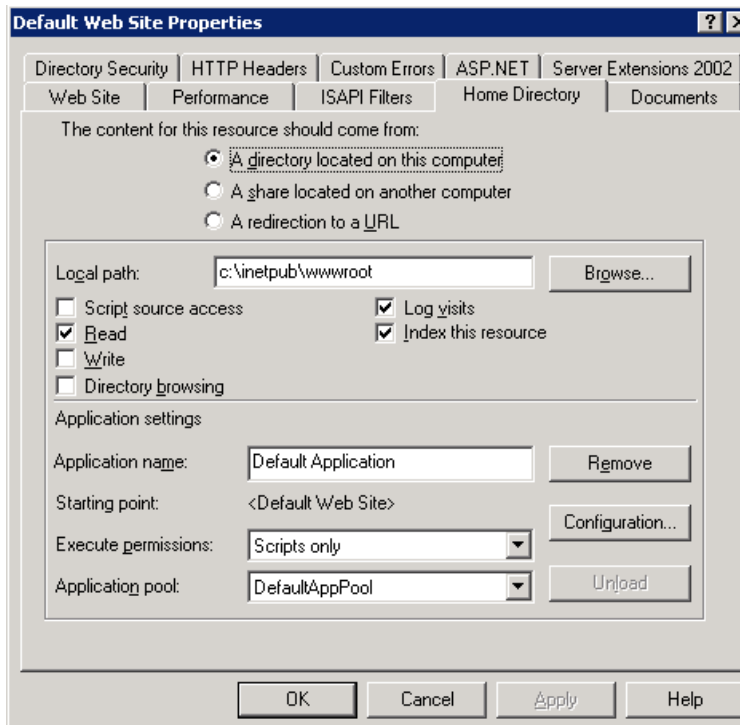 Default Web Site Properties
Directory Security HTTP Headers Custom Errors ASP.NET Server Extensions 2002
Web Site Performance ISAPI Filters Home Directory Documents
The content for this resource should come from:
A directory located on this computer
A share located on another computer
A redirection to a URL
Local path: c:\inetpub\wwwroot Browse...
Script source access Log visits
Read Index this resource
Write
Directory browsing
Application settings
Application name: Default Application Remove
Starting point: <Default Web Site>
Configuration...
Execute permissions: Scripts only
Application pool: DefaultAppPool Unload
OK Cancel Apply Help